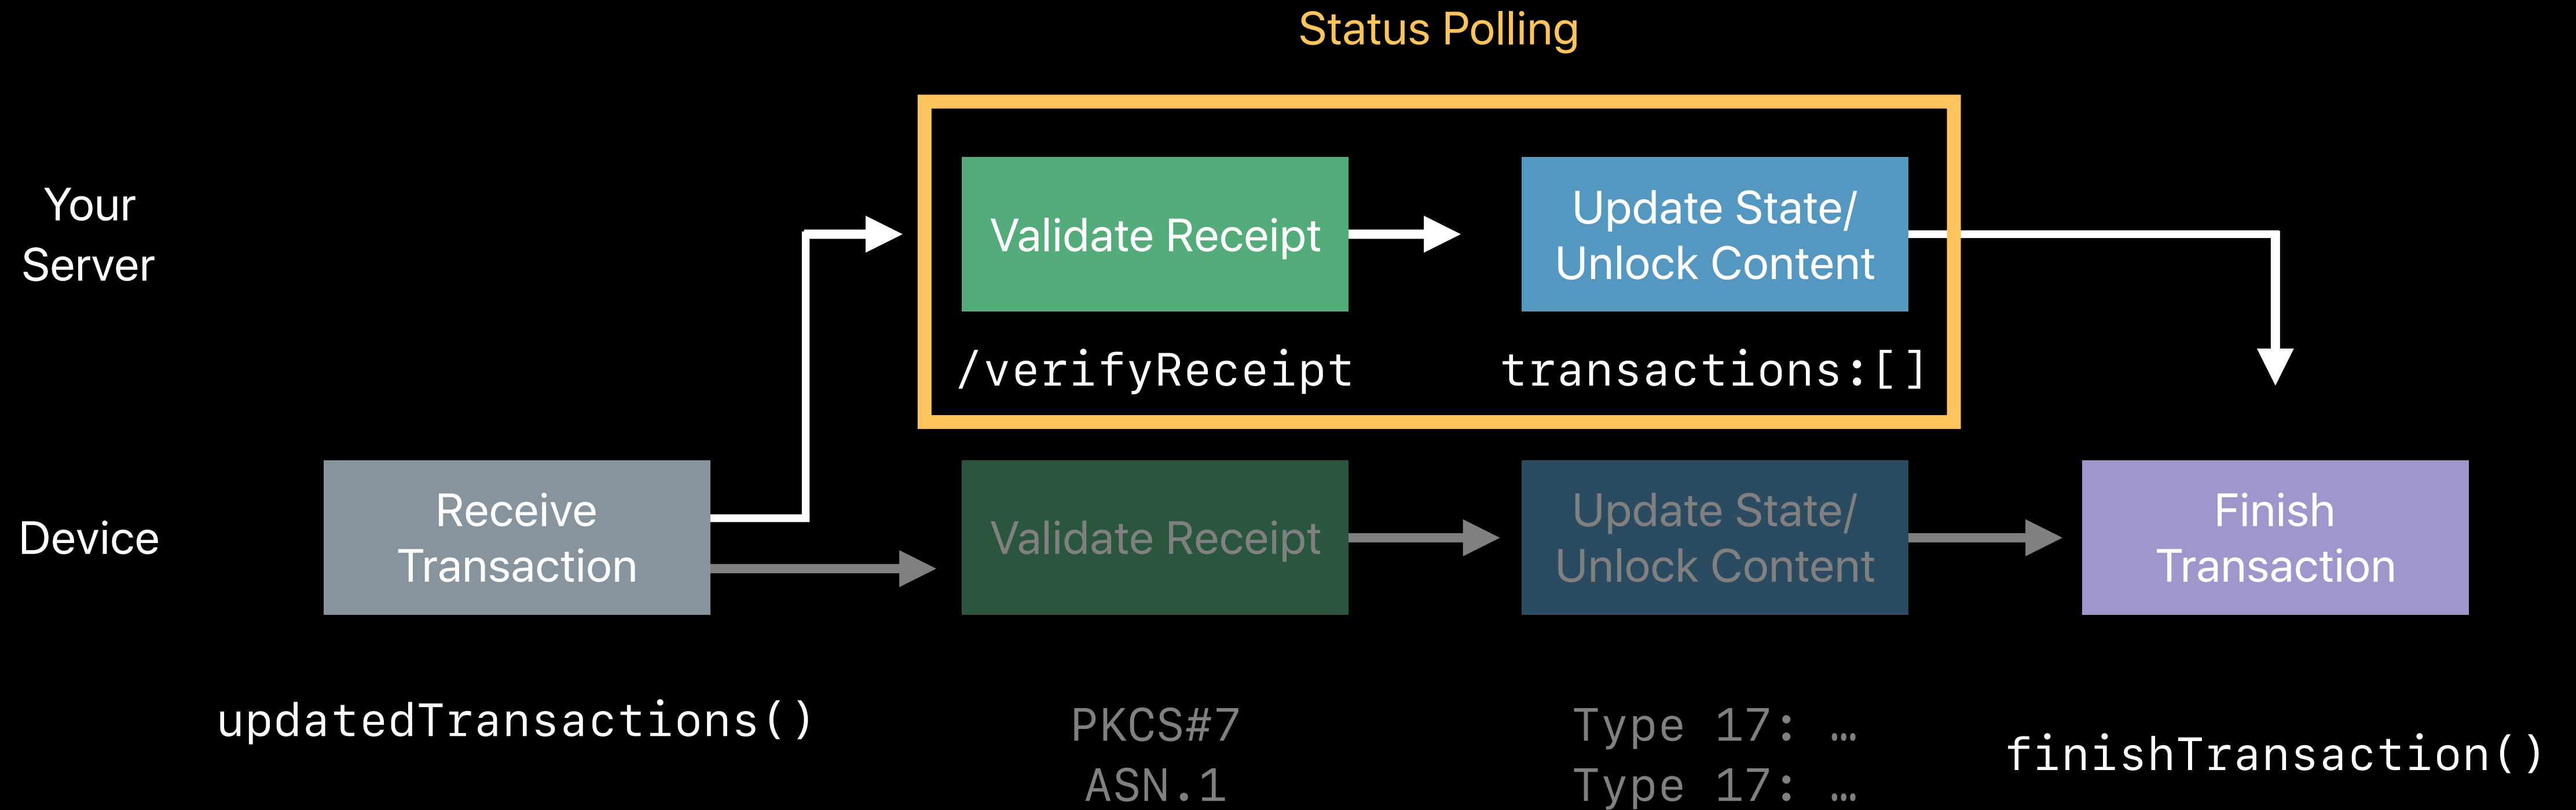 Status Polling
Your
Server
Validate Receipt
Update State/
Unlock Content
/verifyReceipt
transactions:[]
Device
Receive
Transaction
Validate Receipt
Update State/
Unlock Content
Finish
Transaction
updatedTransactions()
PKCS#7
ASN.1
Type 17: …
Type 17: …
finishTransaction()